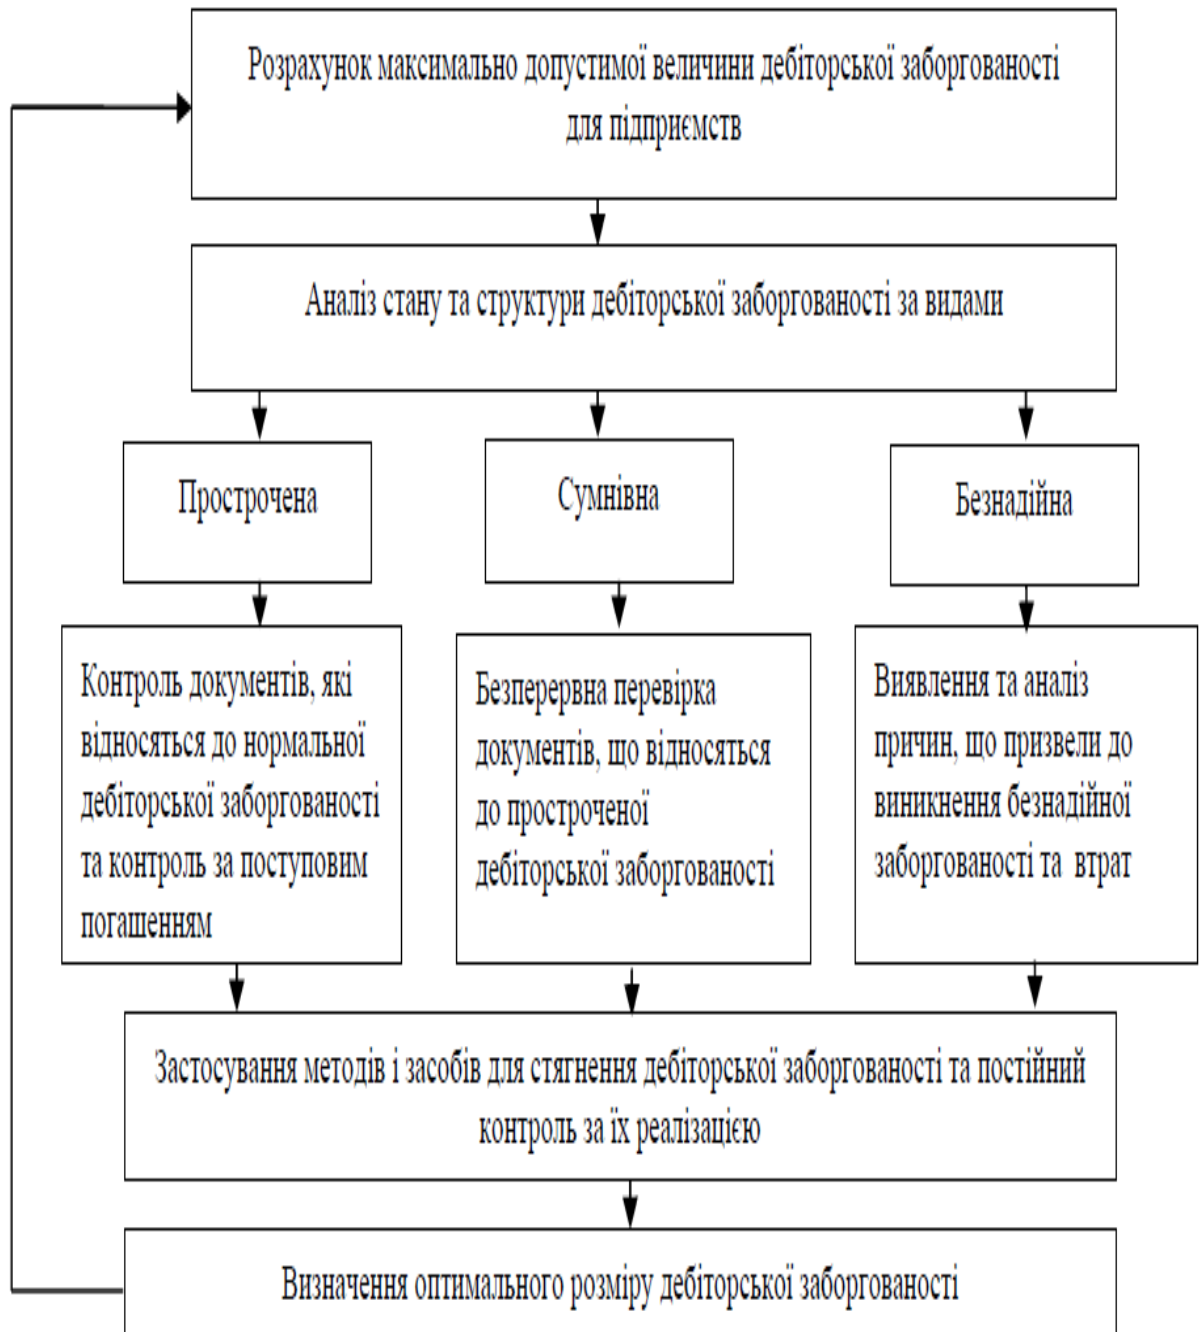 Розрахунок максимально допустимої величини дебіторської заборгованості
для підприємств
Аналіз стану та структури дебіторської заборгованості за видами
Прострочена
Сумнівна
Безнадійна
Контроль документів, які
відносяться до нормальної
дебіторської заборгованості
та контроль за поступовим
погашенням
Безперервна перевірка
документів, що відносяться
до простроченої
дебіторської заборгованості
Виявлення та аналіз
причин, що призвели до
виникнення безнадійної
заборгованості та втрат
Застосування методів і засобів для стягнення дебіторської заборгованості та постійний
контроль за їх реалізацією
Визначення оптимального розміру дебіторської заборгованості